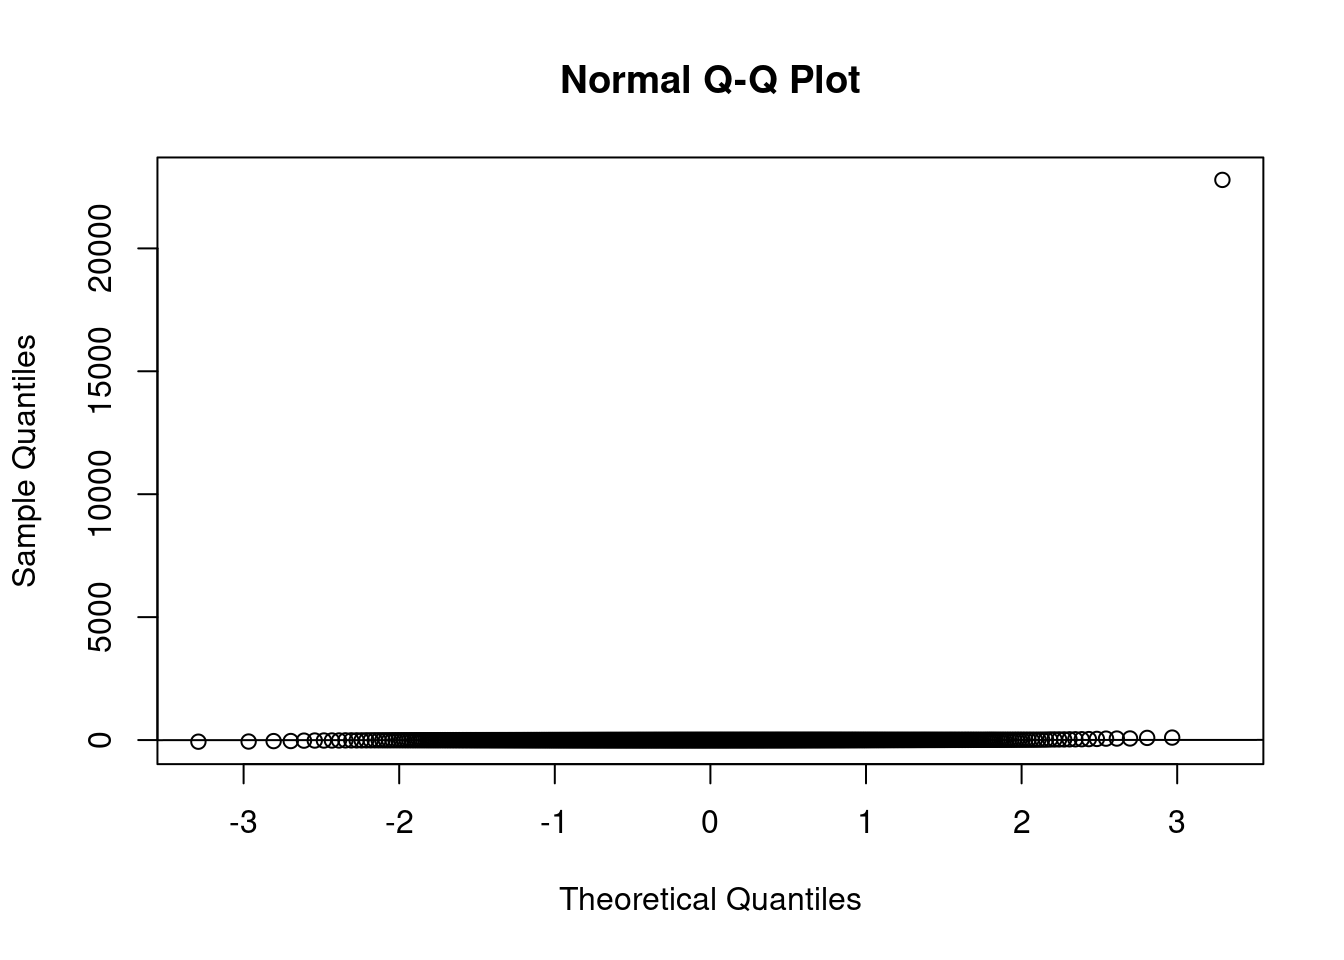 Normal Q-Q Plot
Sample Quantiles
20000
15000
10000
5000
0
-3 -2 -1 0 1 2 3
Theoretical Quantiles